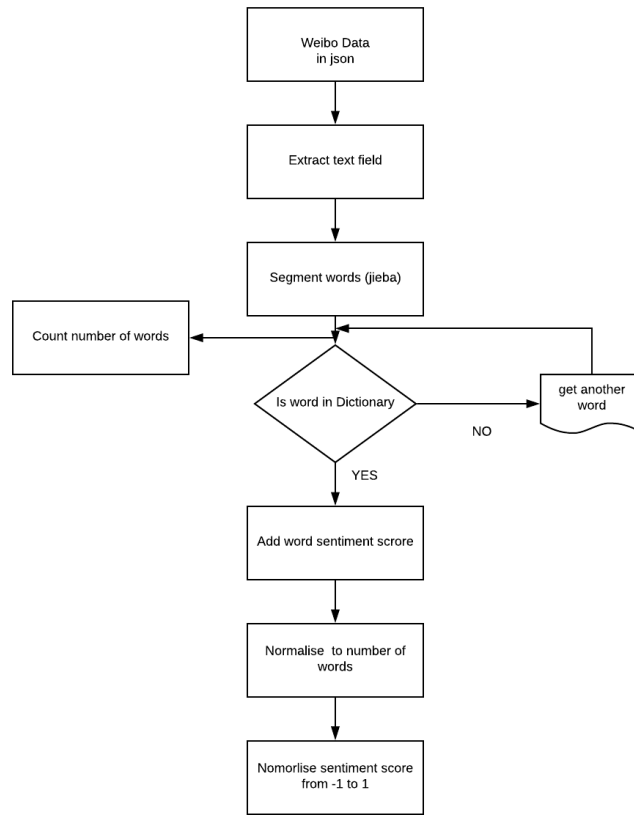 Weibo Data
in json
Extract text field
Segment words (jieba)
Count number of words
Is word in Dictionary
get another
word
NO
YES
Add word sentiment scrore
Normalise to number of
words
Nomorlise sentiment score
from -1 to 1